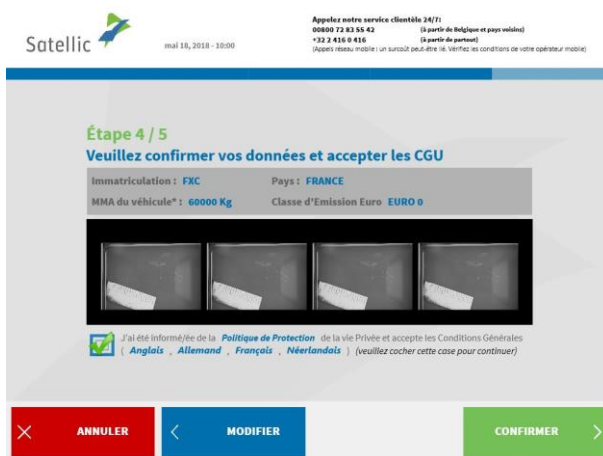 Satellic
mai 18, 2018 - 10:00
Appelez notre service clientèle 24/7:
00800 72 83 55 42 (à partir de Belgique et pays voisins)
+32 2 416 0 416 (à partir de partout)
(Appels réseau mobile : un surcoût peut-être lié. Vérifiez les conditions de votre opérateur mobile)
Étape 4 / 5
Veuillez confirmer vos données et accepter les CGU
Immatriculation : FXC Pays : FRANCE
MMA du véhicule* : 60000 Kg Classe d'Emission Euro EURO 0
J'ai été informé/ée de la Politique de Protection de la vie Privée et accepte les Conditions Générales
( Anglais , Allemand , Français , Néerlandais ) (veuillez cocher cette case pour continuer)
ANNULER MODIFIER CONFIRMER